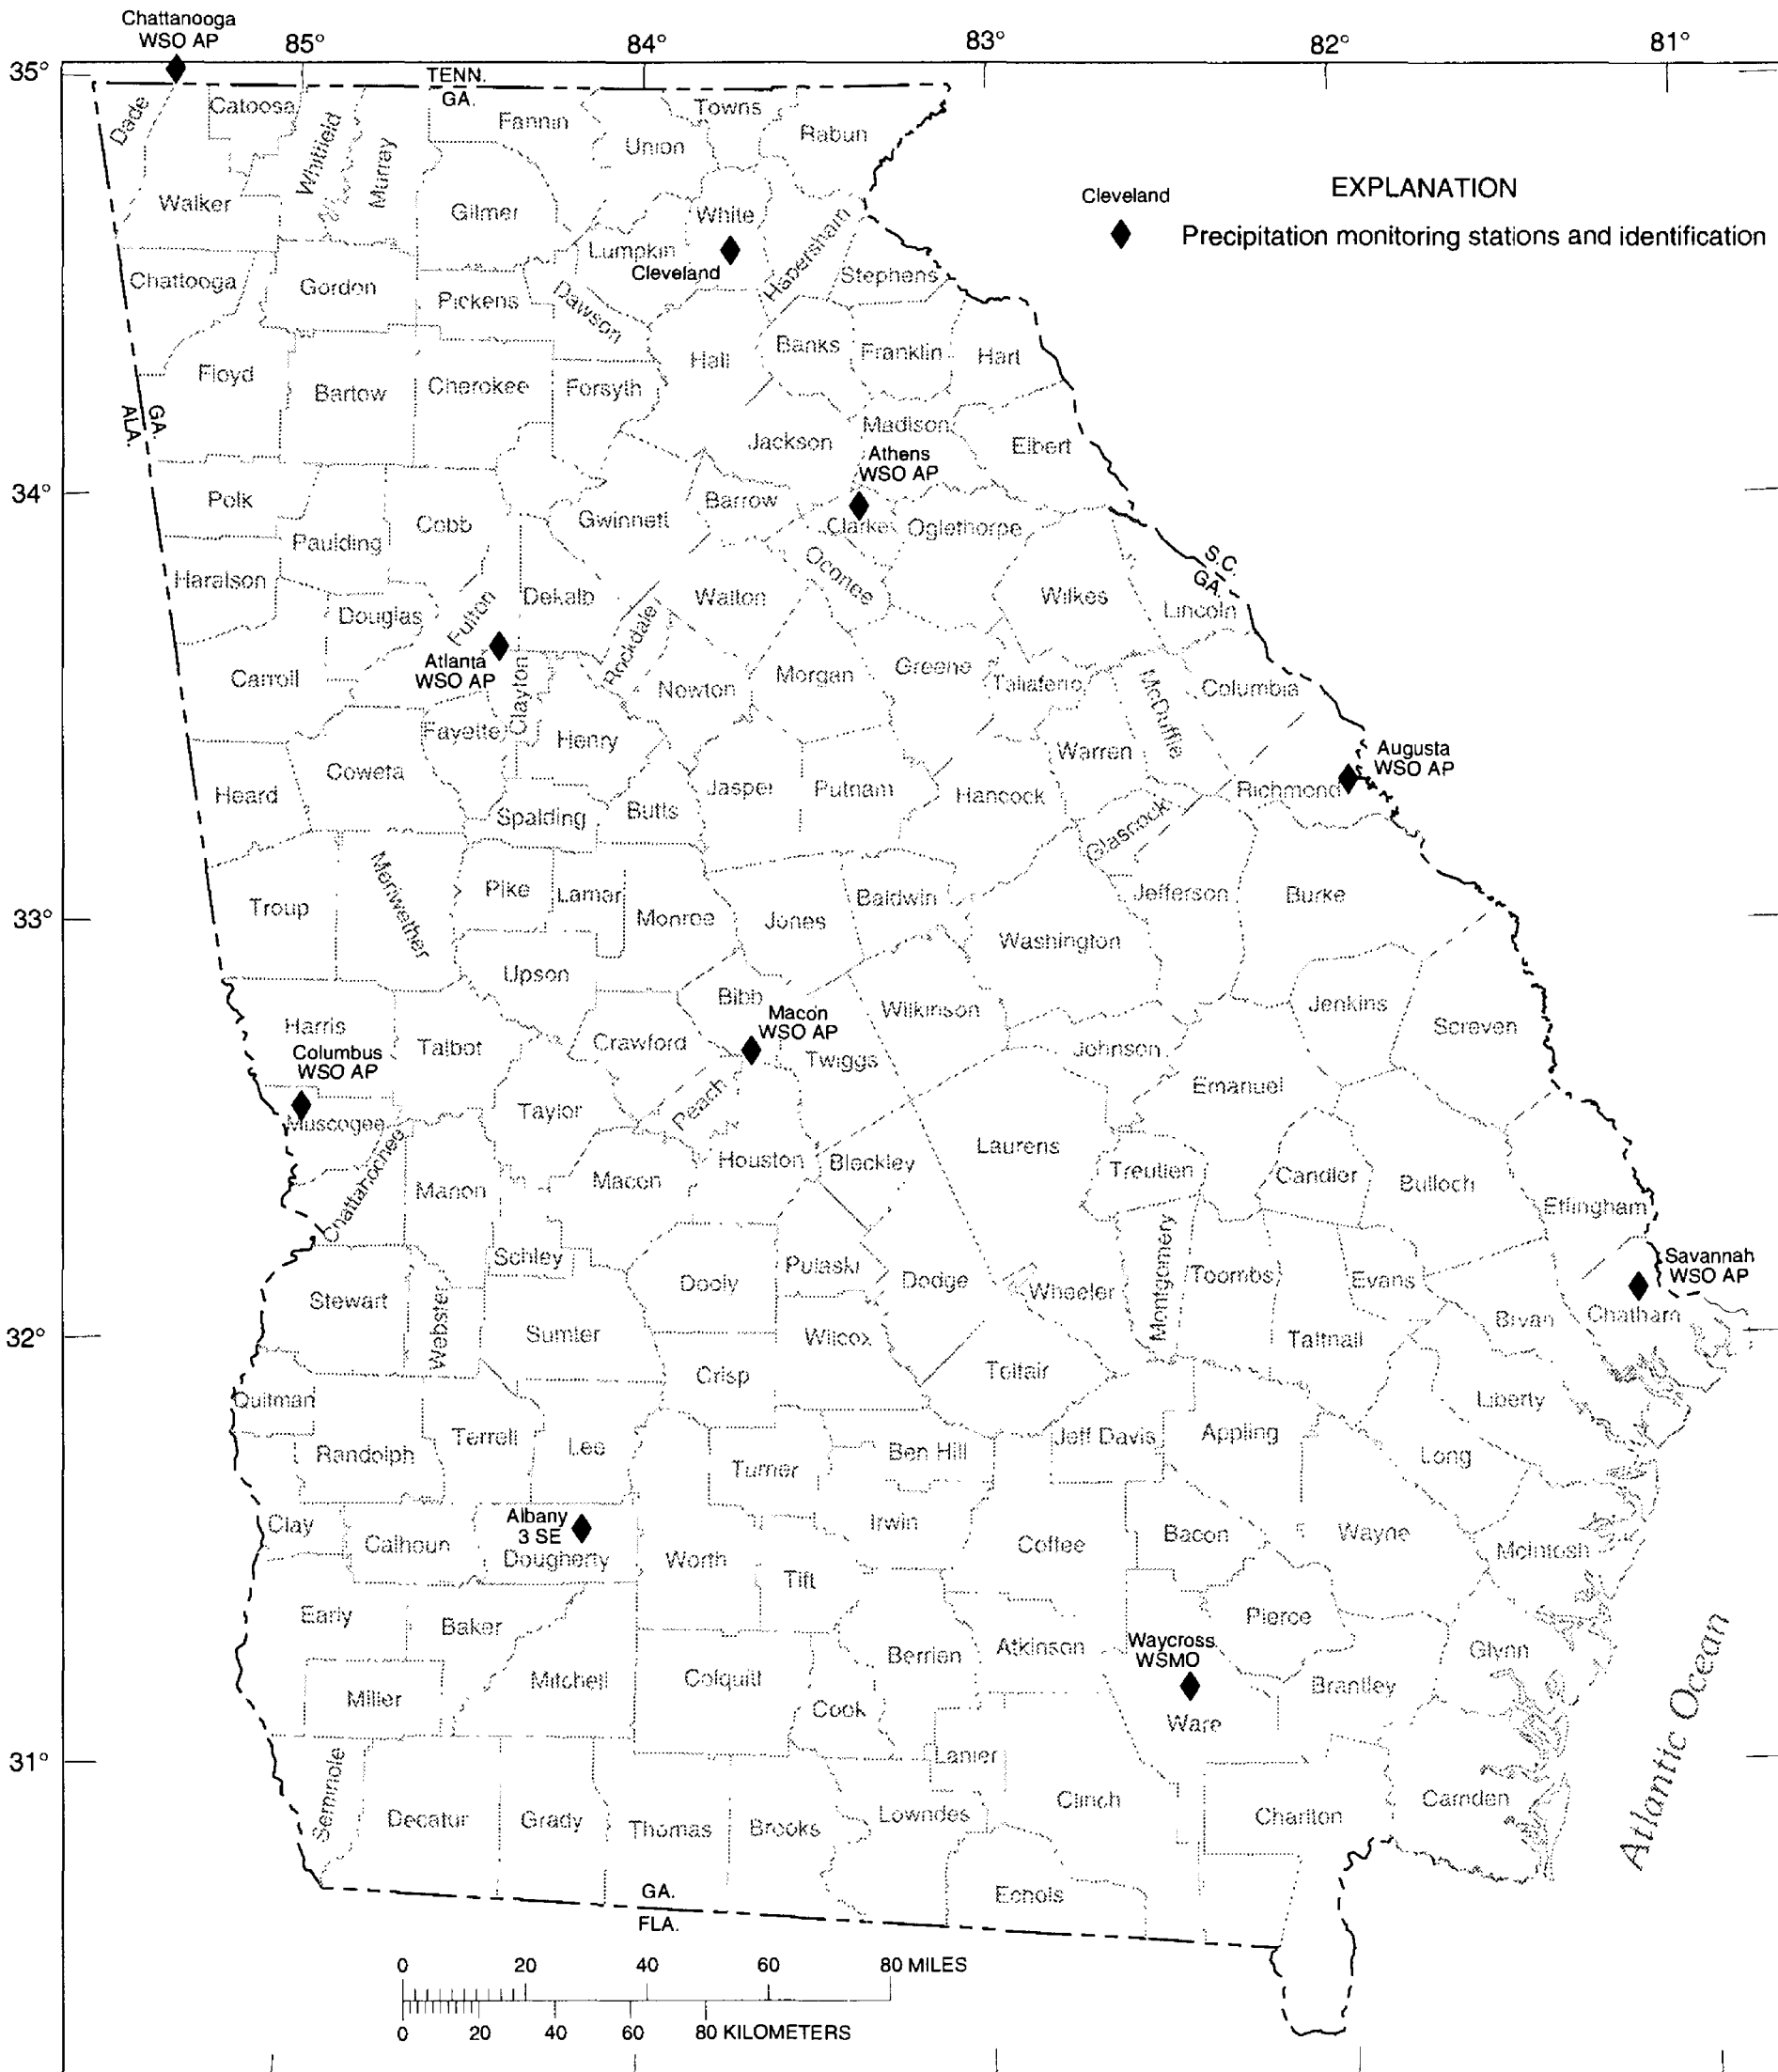 Chattanooga
WSO AP
85°
84°
83°
82°
81°
35°
TENN.
GA.
Dade
Catoosa
Whitfield
Murray
Fannin
Union
Towns
Rabun
Walker
Gilmer
White
Lumpkin
Cleveland
Habersham
Stephens
Cleveland
EXPLANATION
Precipitation monitoring stations and identification
Chattooga
Gordon
Pickens
Dawson
Hall
Banks
Franklin
Hart
Floyd
Bartow
Cherokee
Forsyth
GA.
ALA.
Jackson
Madison
Elbert
Athens
WSO AP
34°
Polk
Paulding
Cobb
Gwinnett
Barrow
Clarke
Oglethorpe
Oconee
Haralson
Douglas
Fulton
Dekalb
Rockdale
Walton
Wilkes
Lincoln
S.C.
GA.
Carroll
Atlanta
WSO AP
Clayton
Newton
Morgan
Greene
Taliaferro
McDuffie
Columbia
Fayette
Henry
Coweta
Heard
Spalding
Butts
Jasper
Putnam
Hancock
Warren
Glascock
Richmond
Augusta
WSO AP
33°
Troup
Meriwether
Pike
Lamar
Monroe
Jones
Baldwin
Washington
Jefferson
Burke
Upson
Bibb
Macon
WSO AP
Wilkinson
Jenkins
Screven
Harris
Columbus
WSO AP
Talbot
Crawford
Twiggs
Johnson
Emanuel
Muscogee
Taylor
Peach
Chattahoochee
Marion
Macon
Houston
Bleckley
Laurens
Treutlen
Candler
Bulloch
Effingham
Schley
Dooly
Pulaski
Dodge
Wheeler
Montgomery
Toombs
Evans
Savannah
WSO AP
32°
Stewart
Webster
Sumter
Wilcox
Tattnall
Bryan
Chatham
Quitman
Crisp
Telfair
Liberty
Randolph
Terrell
Lee
Turner
Ben Hill
Jeff Davis
Appling
Long
Clay
Calhoun
Albany
3 SE
Dougherty
Worth
Tift
Irwin
Coffee
Bacon
Wayne
McIntosh
Early
Baker
Mitchell
Colquitt
Berrien
Atkinson
Waycross
WSMO
Pierce
Brantley
Glynn
Miller
Cook
Ware
31°
Seminole
Decatur
Grady
Thomas
Brooks
Lowndes
Lanier
Clinch
Charlton
Camden
Atlantic Ocean
Echols
GA.
FLA.
0 20 40 60 80 MILES
0 20 40 60 80 KILOMETERS